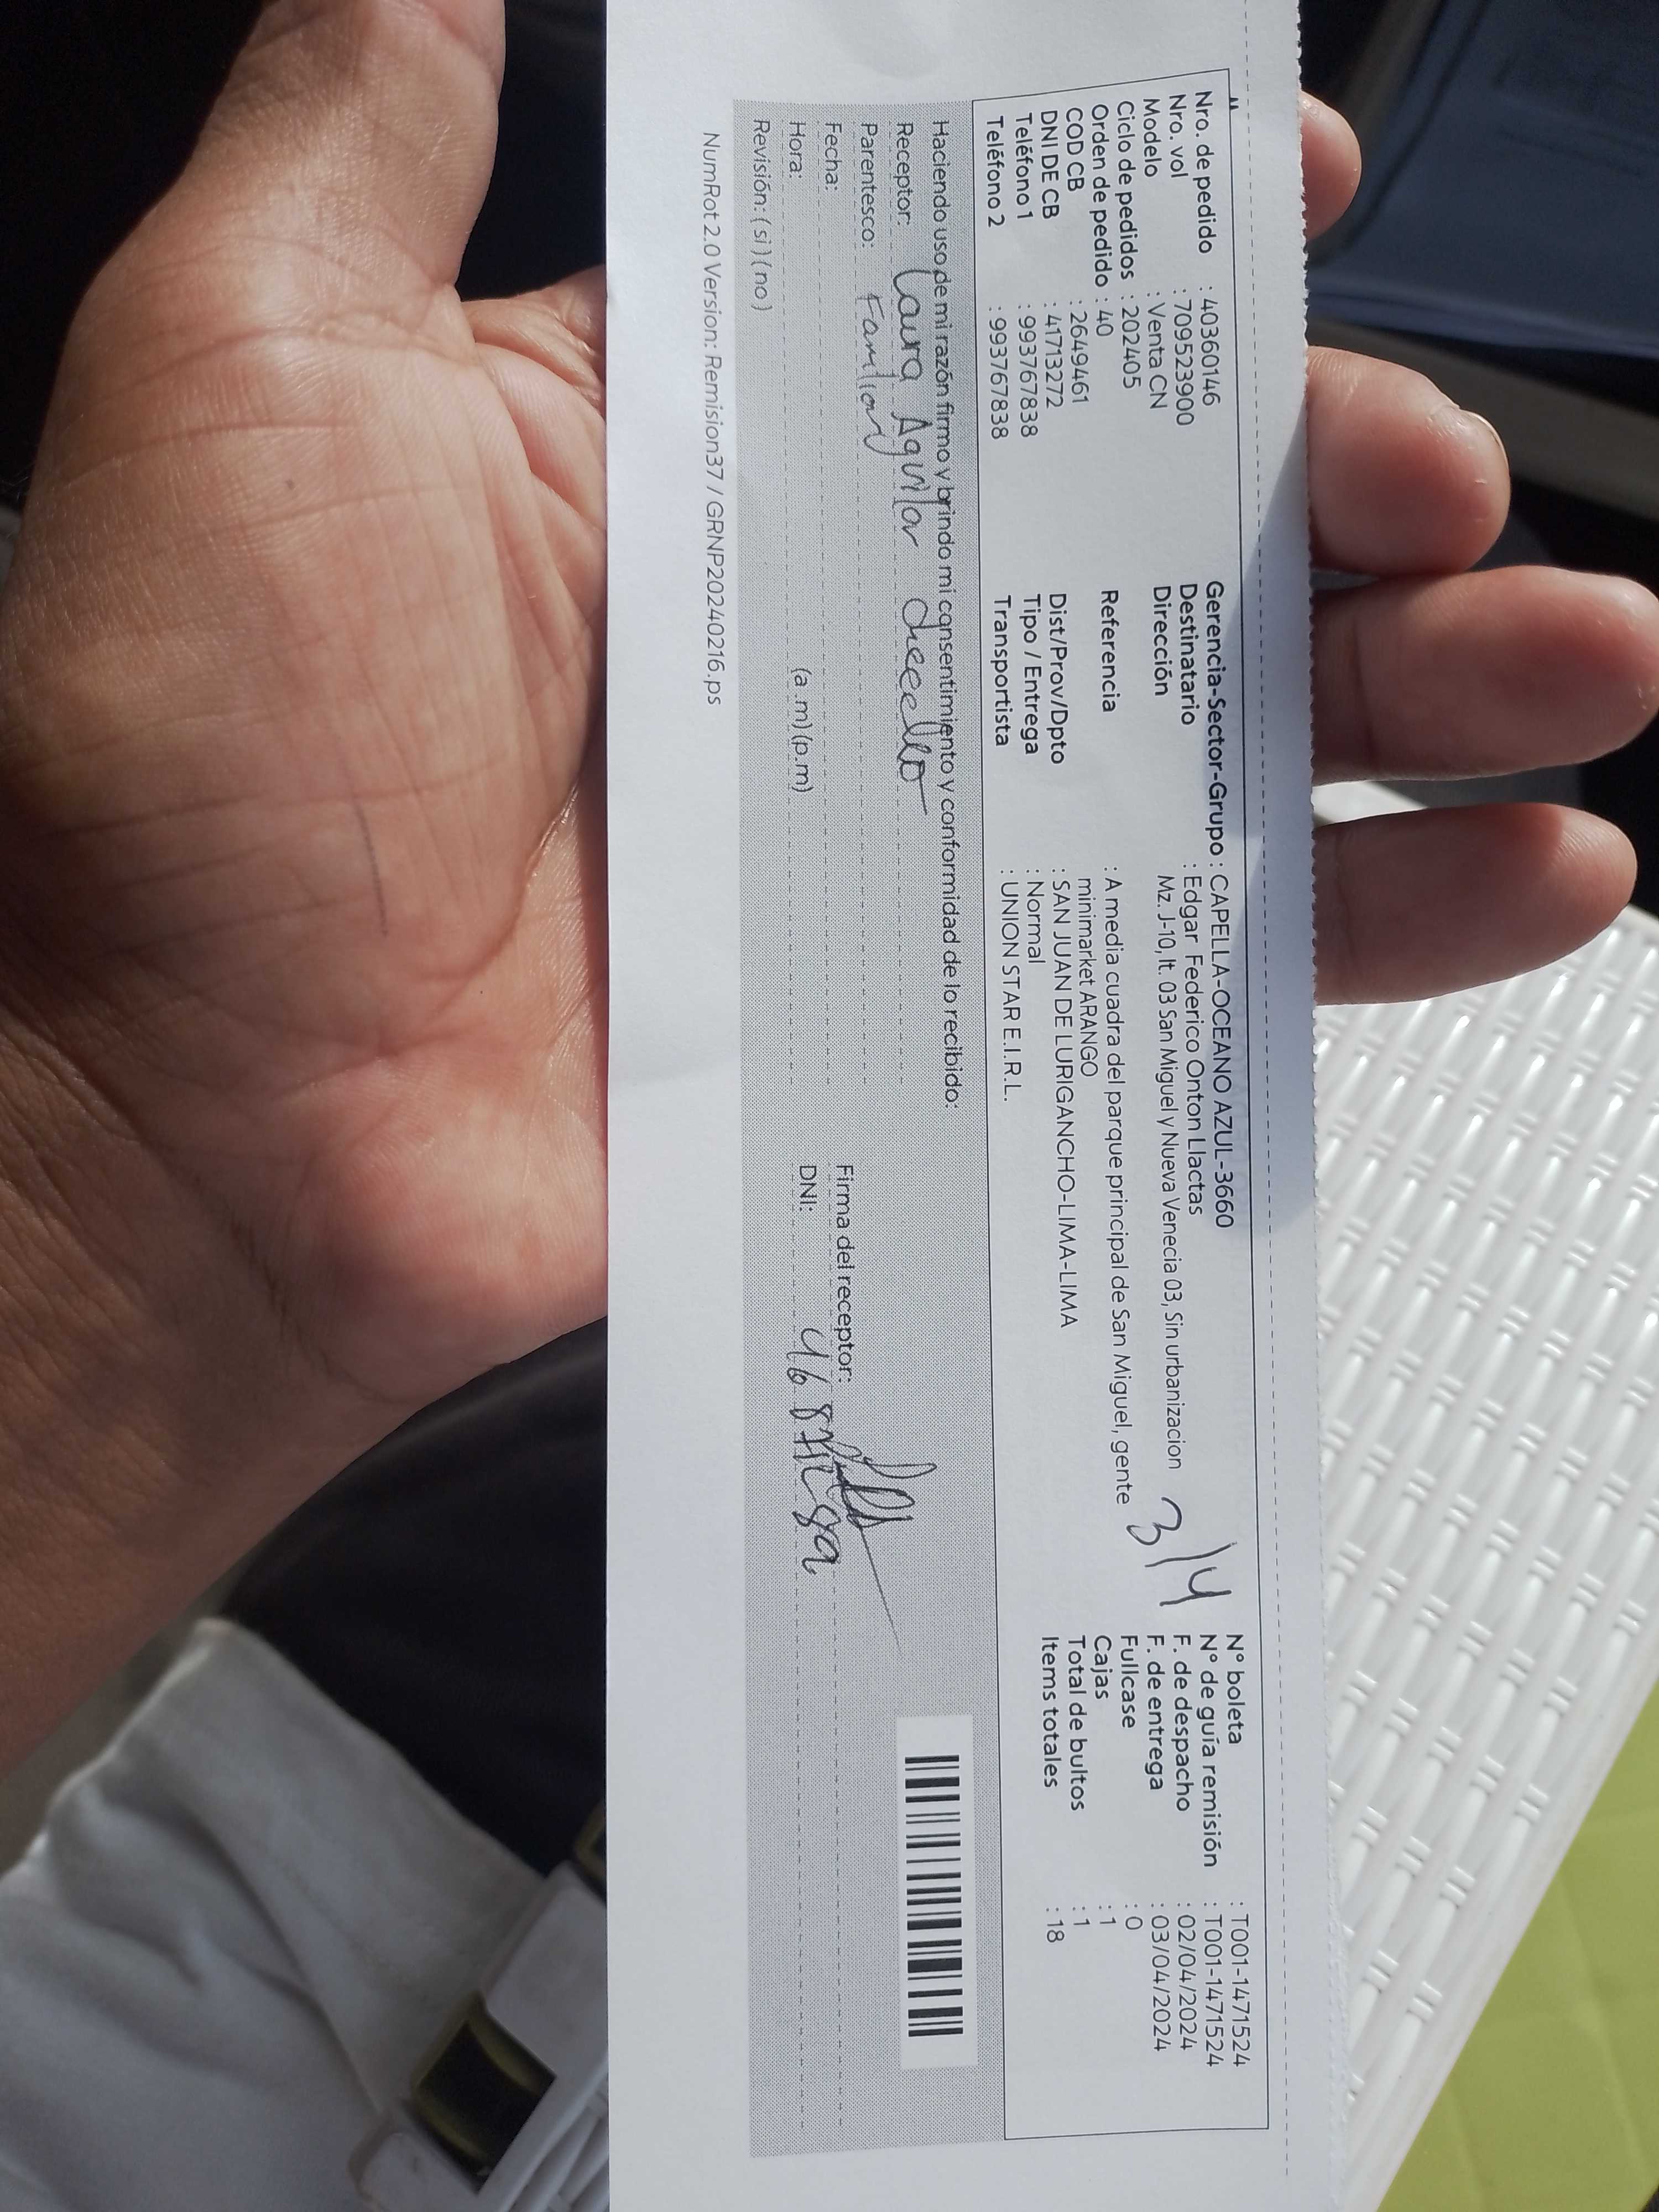 Nro. de pedido : 40360146
Nro. vol : 709523900
Modelo : Venta CN
Ciclo de pedidos : 202405
Orden de pedido : 40
COD CB : 2649461
DNI DE CB : 41713272
Teléfono 1 : 993767838
Teléfono 2 : 993767838
Gerencia-Sector-Grupo : CAPELLA-OCEANO AZUL-3660
Destinatario : Edgar Federico Onton Llactas
Dirección Mz. J-10, lt. 03 San Miguel y Nueva Venecia 03, Sin urbanizacion
Referencia : A media cuadra del parque principal de San Miguel, gente
minimarket ARANGO
Dist/Prov/Dpto : SAN JUAN DE LURIGANCHO-LIMA-LIMA
Tipo / Entrega : Normal
Transportista : UNION STAR E.I.R.L.
3/4
N° boleta : T001-1471524
N° de guía remisión : T001-1471524
F. de despacho : 02/04/2024
F. de entrega : 03/04/2024
Fullcase : 0
Cajas : 1
Total de bultos : 1
Items totales : 18
Haciendo uso de mi razón firmo y brindo mi consentimiento y conformidad de lo recibido:
Receptor: Laura Aguilar
Parentesco: Familiar
Fecha:
Hora: (a.m)(p.m)
Revisión: (si) (no)
Firma del receptor:
DNI:
NumRot 2.0 Version: Remision37 / GRNP20240216.ps